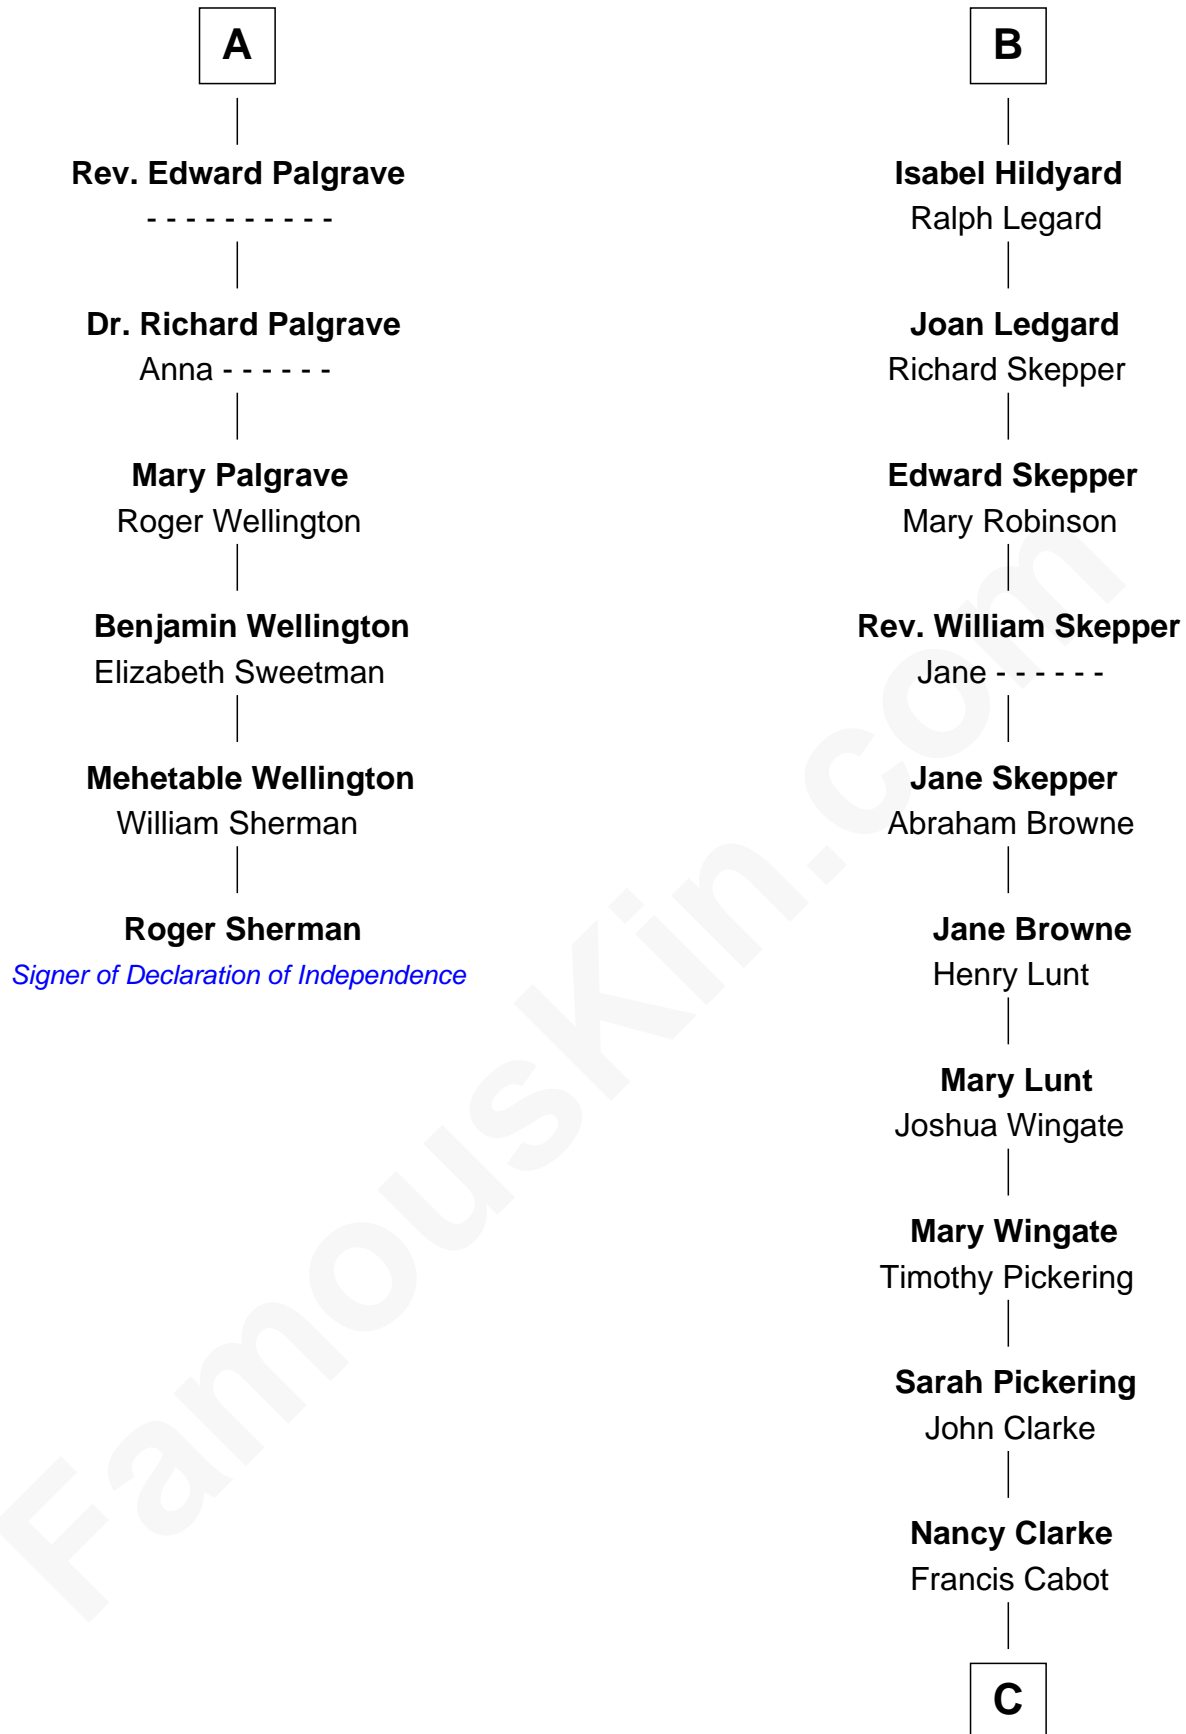 A
Rev. Edward Palgrave
- - - - - - - - - -
Dr. Richard Palgrave
Anna - - - - - -
Mary Palgrave
Roger Wellington
Benjamin Wellington
Elizabeth Sweetman
Mehetable Wellington
William Sherman
Roger Sherman
Signer of Declaration of Independence
B
Isabel Hildyard
Ralph Legard
Joan Ledgard
Richard Skepper
Edward Skepper
Mary Robinson
Rev. William Skepper
Jane - - - - - -
Jane Skepper
Abraham Browne
Jane Browne
Henry Lunt
Mary Lunt
Joshua Wingate
Mary Wingate
Timothy Pickering
Sarah Pickering
John Clarke
Nancy Clarke
Francis Cabot
C
FamousKin.com